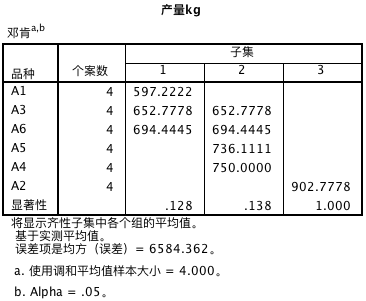 产量kg
邓肯a,b
子集
品种 个案数 1 2 3
A1 4 597.2222
A3 4 652.7778 652.7778
A6 4 694.4445 694.4445
A5 4 736.1111
A4 4 750.0000
A2 4 902.7778
显著性 .128 .138 1.000
将显示齐性子集中各个组的平均值。
基于实测平均值。
误差项是均方（误差）= 6584.362。
a. 使用调和平均值样本大小 = 4.000。
b. Alpha = .05。